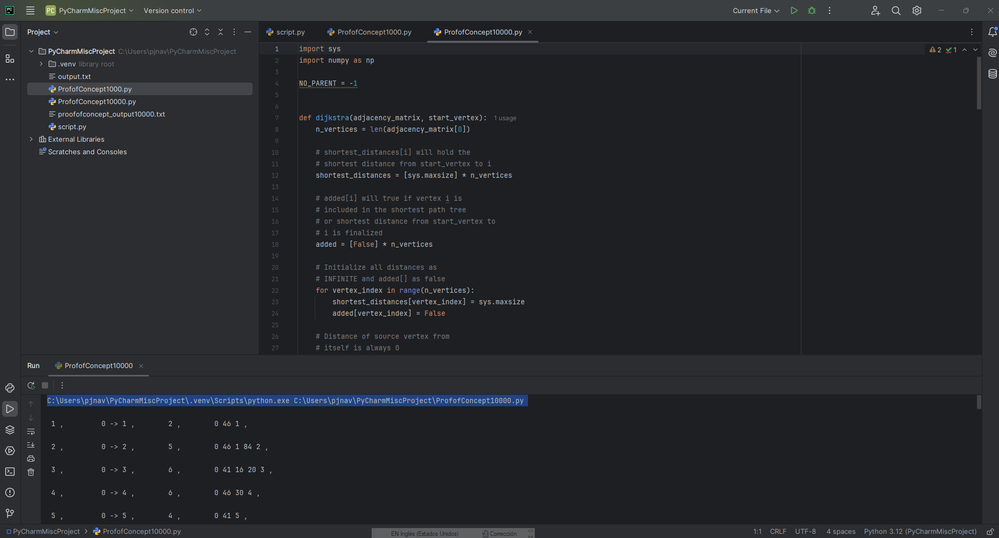 PC PyCharmMiscProject Version control Current File
Project
script.py ProfofConcept1000.py ProfofConcept10000.py
PyCharmMiscProject C:\Users\pjnav\PyCharmMiscProject
.venv library root
output.txt
ProfofConcept1000.py
ProfofConcept10000.py
proofofconcept_output10000.txt
script.py
External Libraries
Scratches and Consoles
2 1
1 import sys
2 import numpy as np
3
4 NO_PARENT = -1
5
6
7 def dijkstra(adjacency_matrix, start_vertex): 1 usage
8 n_vertices = len(adjacency_matrix[0])
9
10 # shortest_distances[i] will hold the
11 # shortest distance from start_vertex to i
12 shortest_distances = [sys.maxsize] * n_vertices
13
14 # added[i] will true if vertex i is
15 # included in the shortest path tree
16 # or shortest distance from start_vertex to
17 # i is finalized
18 added = [False] * n_vertices
19
20 # Initialize all distances as
21 # INFINITE and added[] as false
22 for vertex_index in range(n_vertices):
23 shortest_distances[vertex_index] = sys.maxsize
24 added[vertex_index] = False
25
26 # Distance of source vertex from
27 # itself is always 0
Run ProfofConcept10000
C:\Users\pjnav\PyCharmMiscProject\.venv\Scripts\python.exe C:\Users\pjnav\PyCharmMiscProject\ProfofConcept10000.py
1 , 0 -> 1 , 2 , 0 46 1 ,
2 , 0 -> 2 , 5 , 0 46 1 84 2 ,
3 , 0 -> 3 , 6 , 0 41 16 20 3 ,
4 , 0 -> 4 , 6 , 0 46 30 4 ,
5 , 0 -> 5 , 4 , 0 41 5 ,
PyCharmMiscProject ProfofConcept10000.py
EN Inglés (Estados Unidos) Corrección
1:1 CRLF UTF-8 4 spaces Python 3.12 (PyCharmMiscProject)